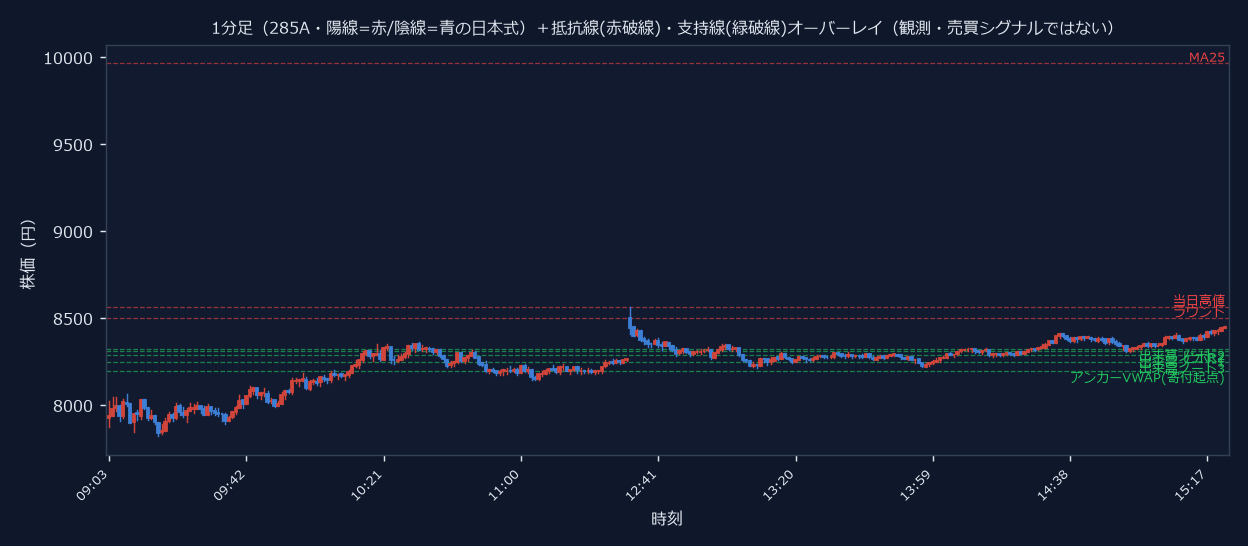 1分足（285A・陽線=赤/陰線=青の日本式）＋抵抗線(赤破線)・支持線(緑破線)オーバーレイ（観測・売買シグナルではない）
株価（円）
10000
9500
9000
8500
8000
MA25
当日高値
ラウンド
アンカーVWAP(寄付起点)
09:03
09:42
10:21
11:00
12:41
13:20
13:59
14:38
15:17
時刻